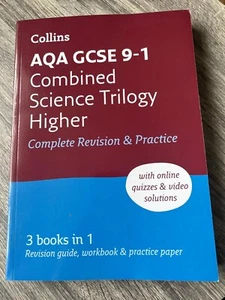 Collins
AQA GCSE 9-1
Combined
Science Trilogy
Higher
Complete Revision & Practice
with online
quizzes & video
solutions
3 books in 1
Revision guide, workbook & practice paper